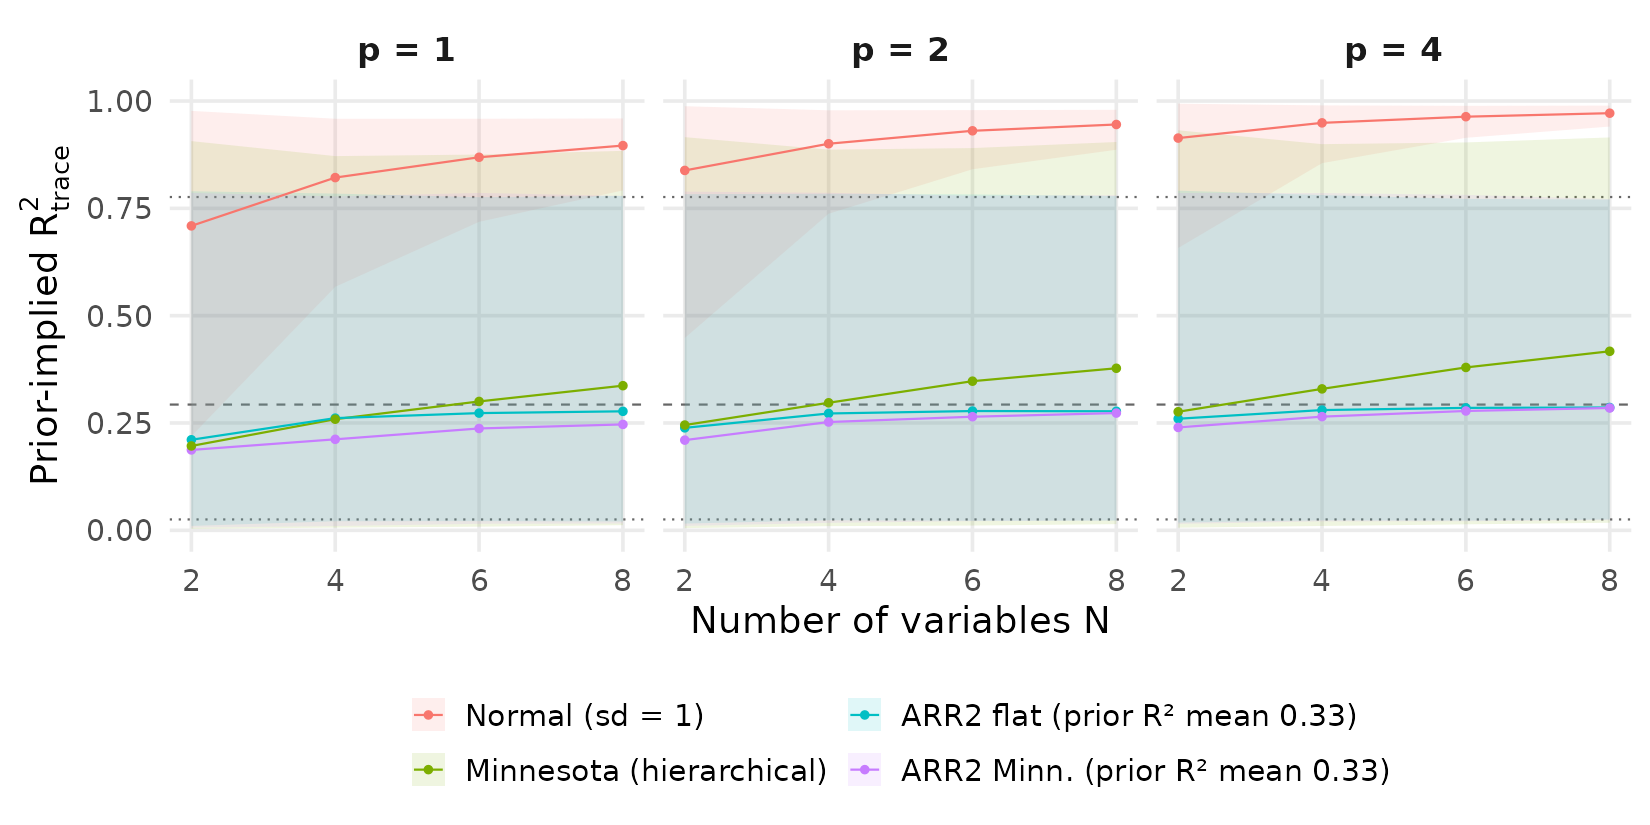 p = 1
p = 2
p = 4
1.00
0.75
0.50
0.25
0.00
Prior-implied R²trace
2 4 6 8
2 4 6 8
2 4 6 8
Number of variables N
Normal (sd = 1)
Minnesota (hierarchical)
ARR2 flat (prior R² mean 0.33)
ARR2 Minn. (prior R² mean 0.33)